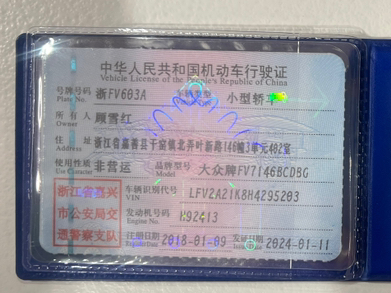 中华人民共和国机动车行驶证
Vehicle License of the People's Republic of China
号牌号码 浙FV603A 车辆类型 小型轿车
Plate No.
所有人 顾雪红
Owner
住址 浙江省嘉善县干窑镇北弄叶新路146幢3单元402室
Address
使用性质 非营运 品牌型号 大众牌FV7146BCDBG
Use Character Model
浙江省嘉兴市公安局交通警察支队
车辆识别代号 LFV2A21K8H4295203
VIN
发动机号码 H92413
Engine No.
注册日期 2018-01-09 发证日期 2024-01-11